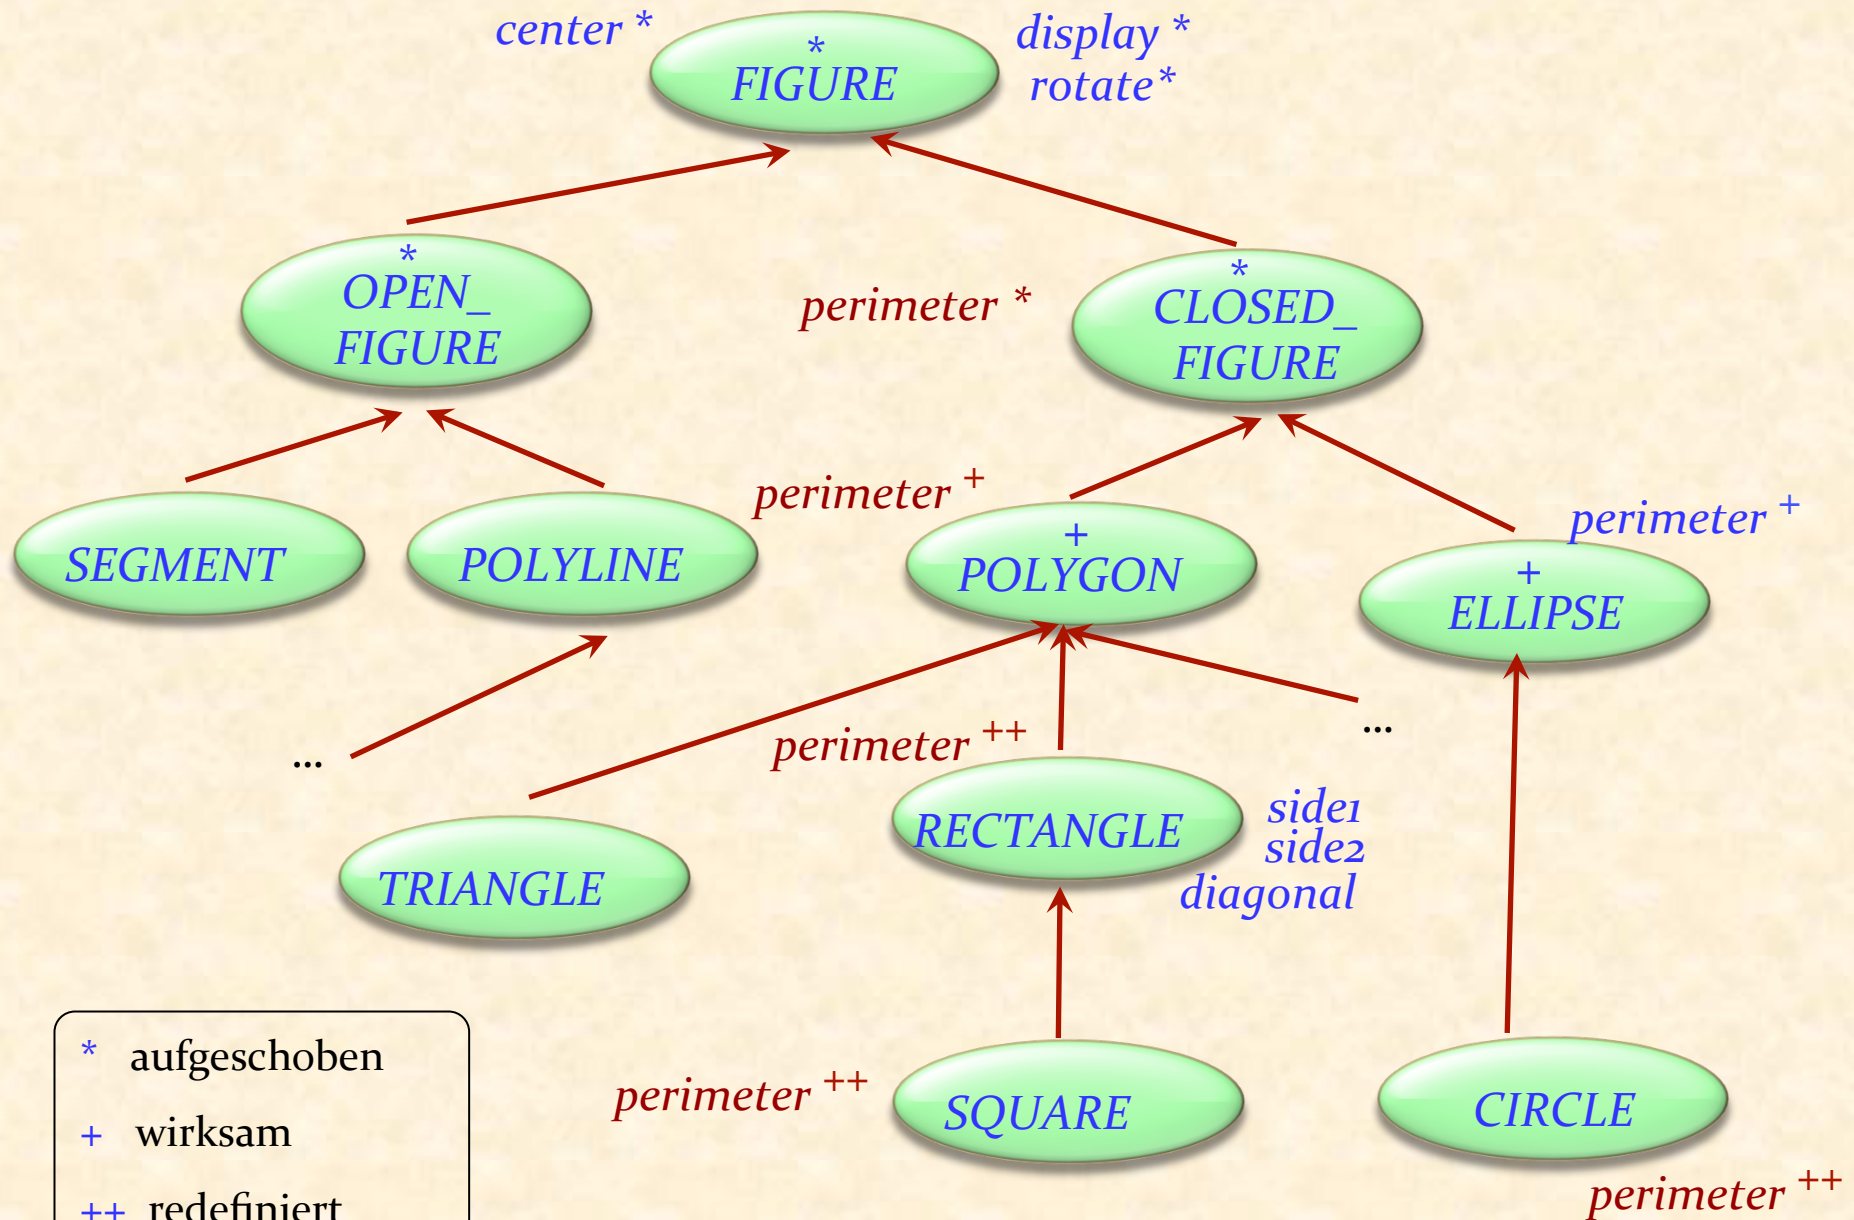 center *
*
FIGURE
display *
rotate*
*
OPEN_
FIGURE
perimeter *
*
CLOSED_
FIGURE
SEGMENT
POLYLINE
perimeter +
+
POLYGON
perimeter +
+
ELLIPSE
...
perimeter ++
...
TRIANGLE
RECTANGLE
side1
side2
diagonal
* aufgeschoben
+ wirksam
++ redefiniert
perimeter ++
SQUARE
CIRCLE
perimeter ++